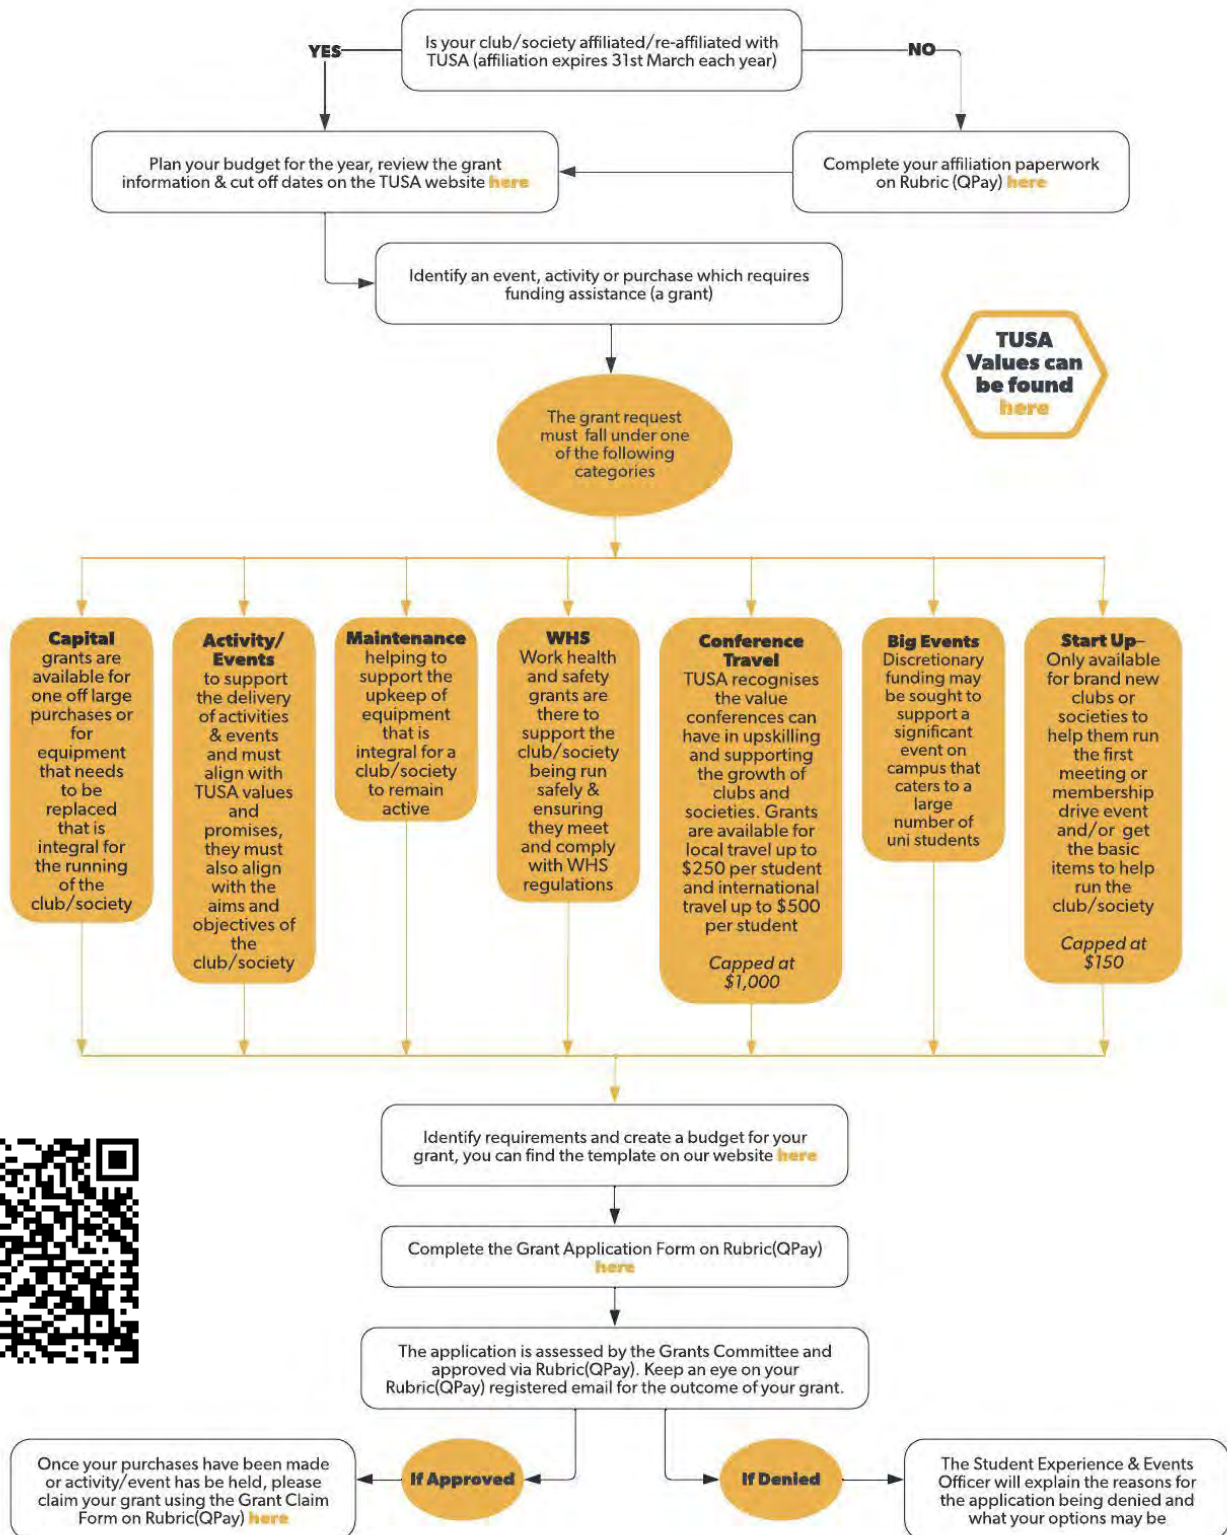 Is your club/society affiliated/re-affiliated with
TUSA (affiliation expires 31st March each year)
YES
NO
Plan your budget for the year, review the grant
information & cut off dates on the TUSA website here
Complete your affiliation paperwork
on Rubric (QPay) here
Identify an event, activity or purchase which requires
funding assistance (a grant)
TUSA
Values can
be found
here
The grant request
must fall under one
of the following
categories
Capital
grants are
available for
one off large
purchases or
for
equipment
that needs
to be
replaced
that is
integral for
the running
of the
club/society
Activity/
Events
to support
the delivery
of activities
& events
and must
align with
TUSA values
and
promises,
they must
also align
with the
aims and
objectives of
the
club/society
Maintenance
helping to
support the
upkeep of
equipment
that is
integral for a
club/society
to remain
active
WHS
Work health
and safety
grants are
there to
support the
club/society
being run
safely &
ensuring
they meet
and comply
with WHS
regulations
Conference
Travel
TUSA recognises
the value
conferences can
have in upskilling
and supporting
the growth of
clubs and
societies. Grants
are available for
local travel up to
$250 per student
and international
travel up to $500
per student
Capped at
$1,000
Big Events
Discretionary
funding may
be sought to
support a
significant
event on
campus that
caters to a
large
number of
uni students
Start Up–
Only available
for brand new
clubs or
societies to
help them run
the first
meeting or
membership
drive event
and/or get
the basic
items to help
run the
club/society
Capped at
$150
Identify requirements and create a budget for your
grant, you can find the template on our website here
Complete the Grant Application Form on Rubric(QPay)
here
The application is assessed by the Grants Committee and
approved via Rubric(QPay). Keep an eye on your
Rubric(QPay) registered email for the outcome of your grant.
If Approved
If Denied
Once your purchases have been made
or activity/event has be held, please
claim your grant using the Grant Claim
Form on Rubric(QPay) here
The Student Experience & Events
Officer will explain the reasons for
the application being denied and
what your options may be